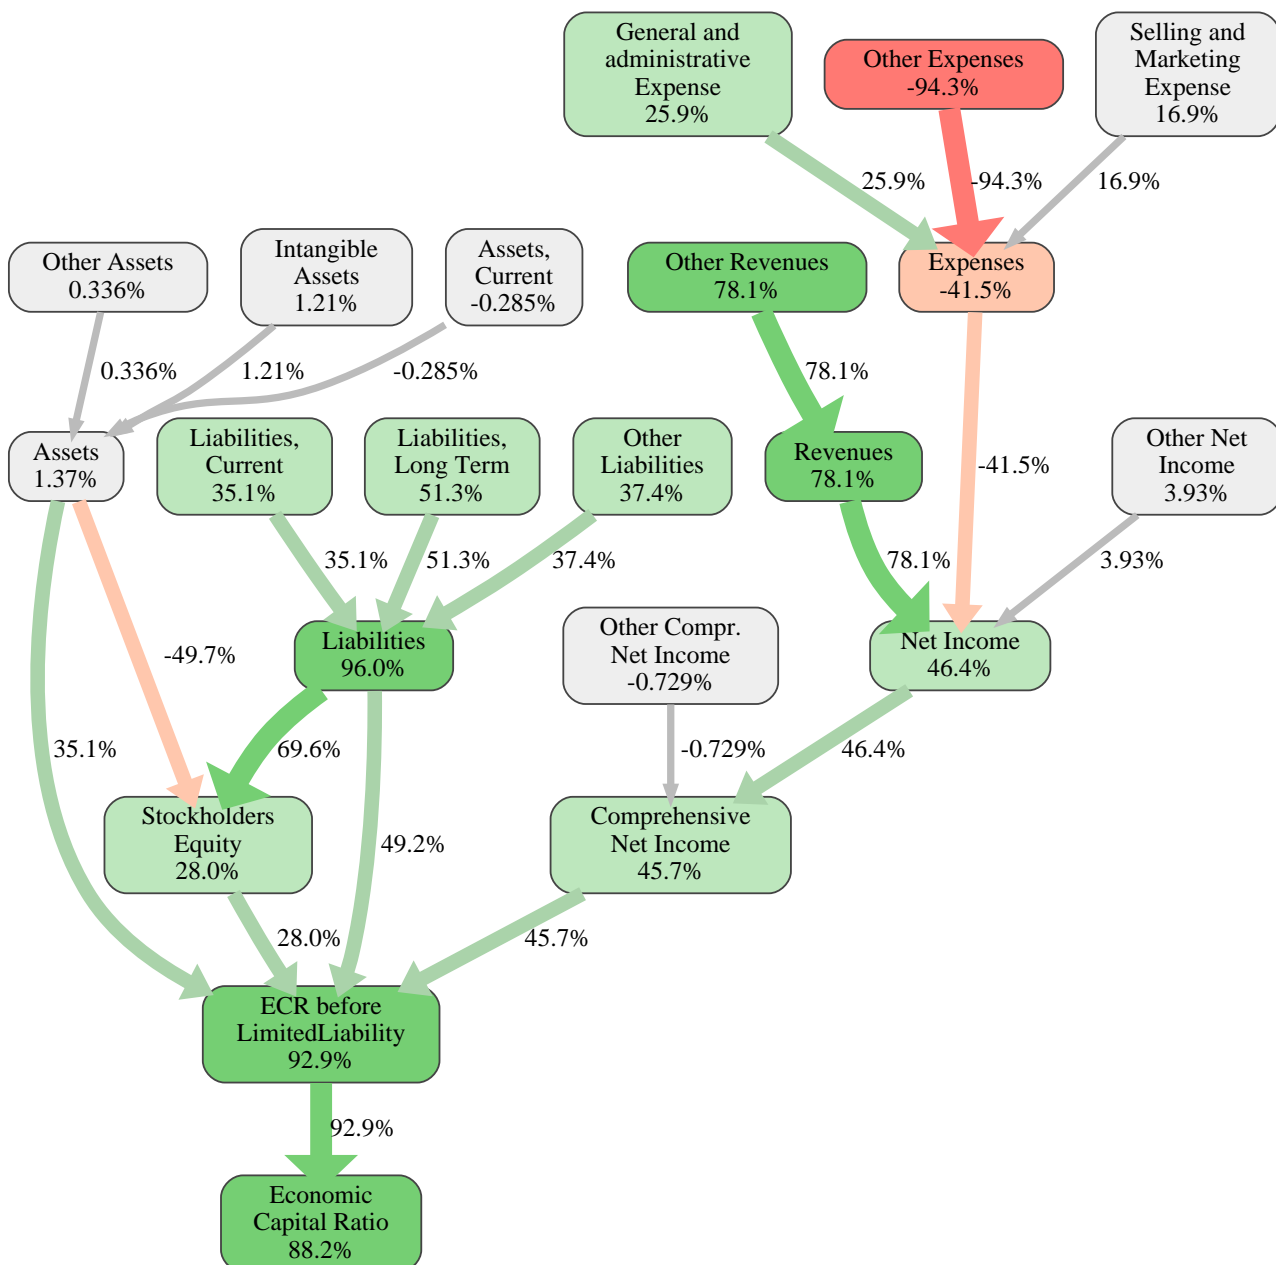 General and
administrative
Expense
25.9%
Other Expenses
-94.3%
Selling and
Marketing
Expense
16.9%
25.9%
-94.3%
16.9%
Other Assets
0.336%
Intangible
Assets
1.21%
Assets,
Current
-0.285%
Other Revenues
78.1%
Expenses
-41.5%
0.336%
1.21%
-0.285%
78.1%
-41.5%
Assets
1.37%
Liabilities,
Current
35.1%
Liabilities,
Long Term
51.3%
Other
Liabilities
37.4%
Revenues
78.1%
Other Net
Income
3.93%
35.1%
51.3%
37.4%
78.1%
3.93%
-49.7%
Liabilities
96.0%
Other Compr.
Net Income
-0.729%
Net Income
46.4%
35.1%
69.6%
49.2%
-0.729%
46.4%
Stockholders
Equity
28.0%
Comprehensive
Net Income
45.7%
28.0%
45.7%
ECR before
LimitedLiability
92.9%
92.9%
Economic
Capital Ratio
88.2%